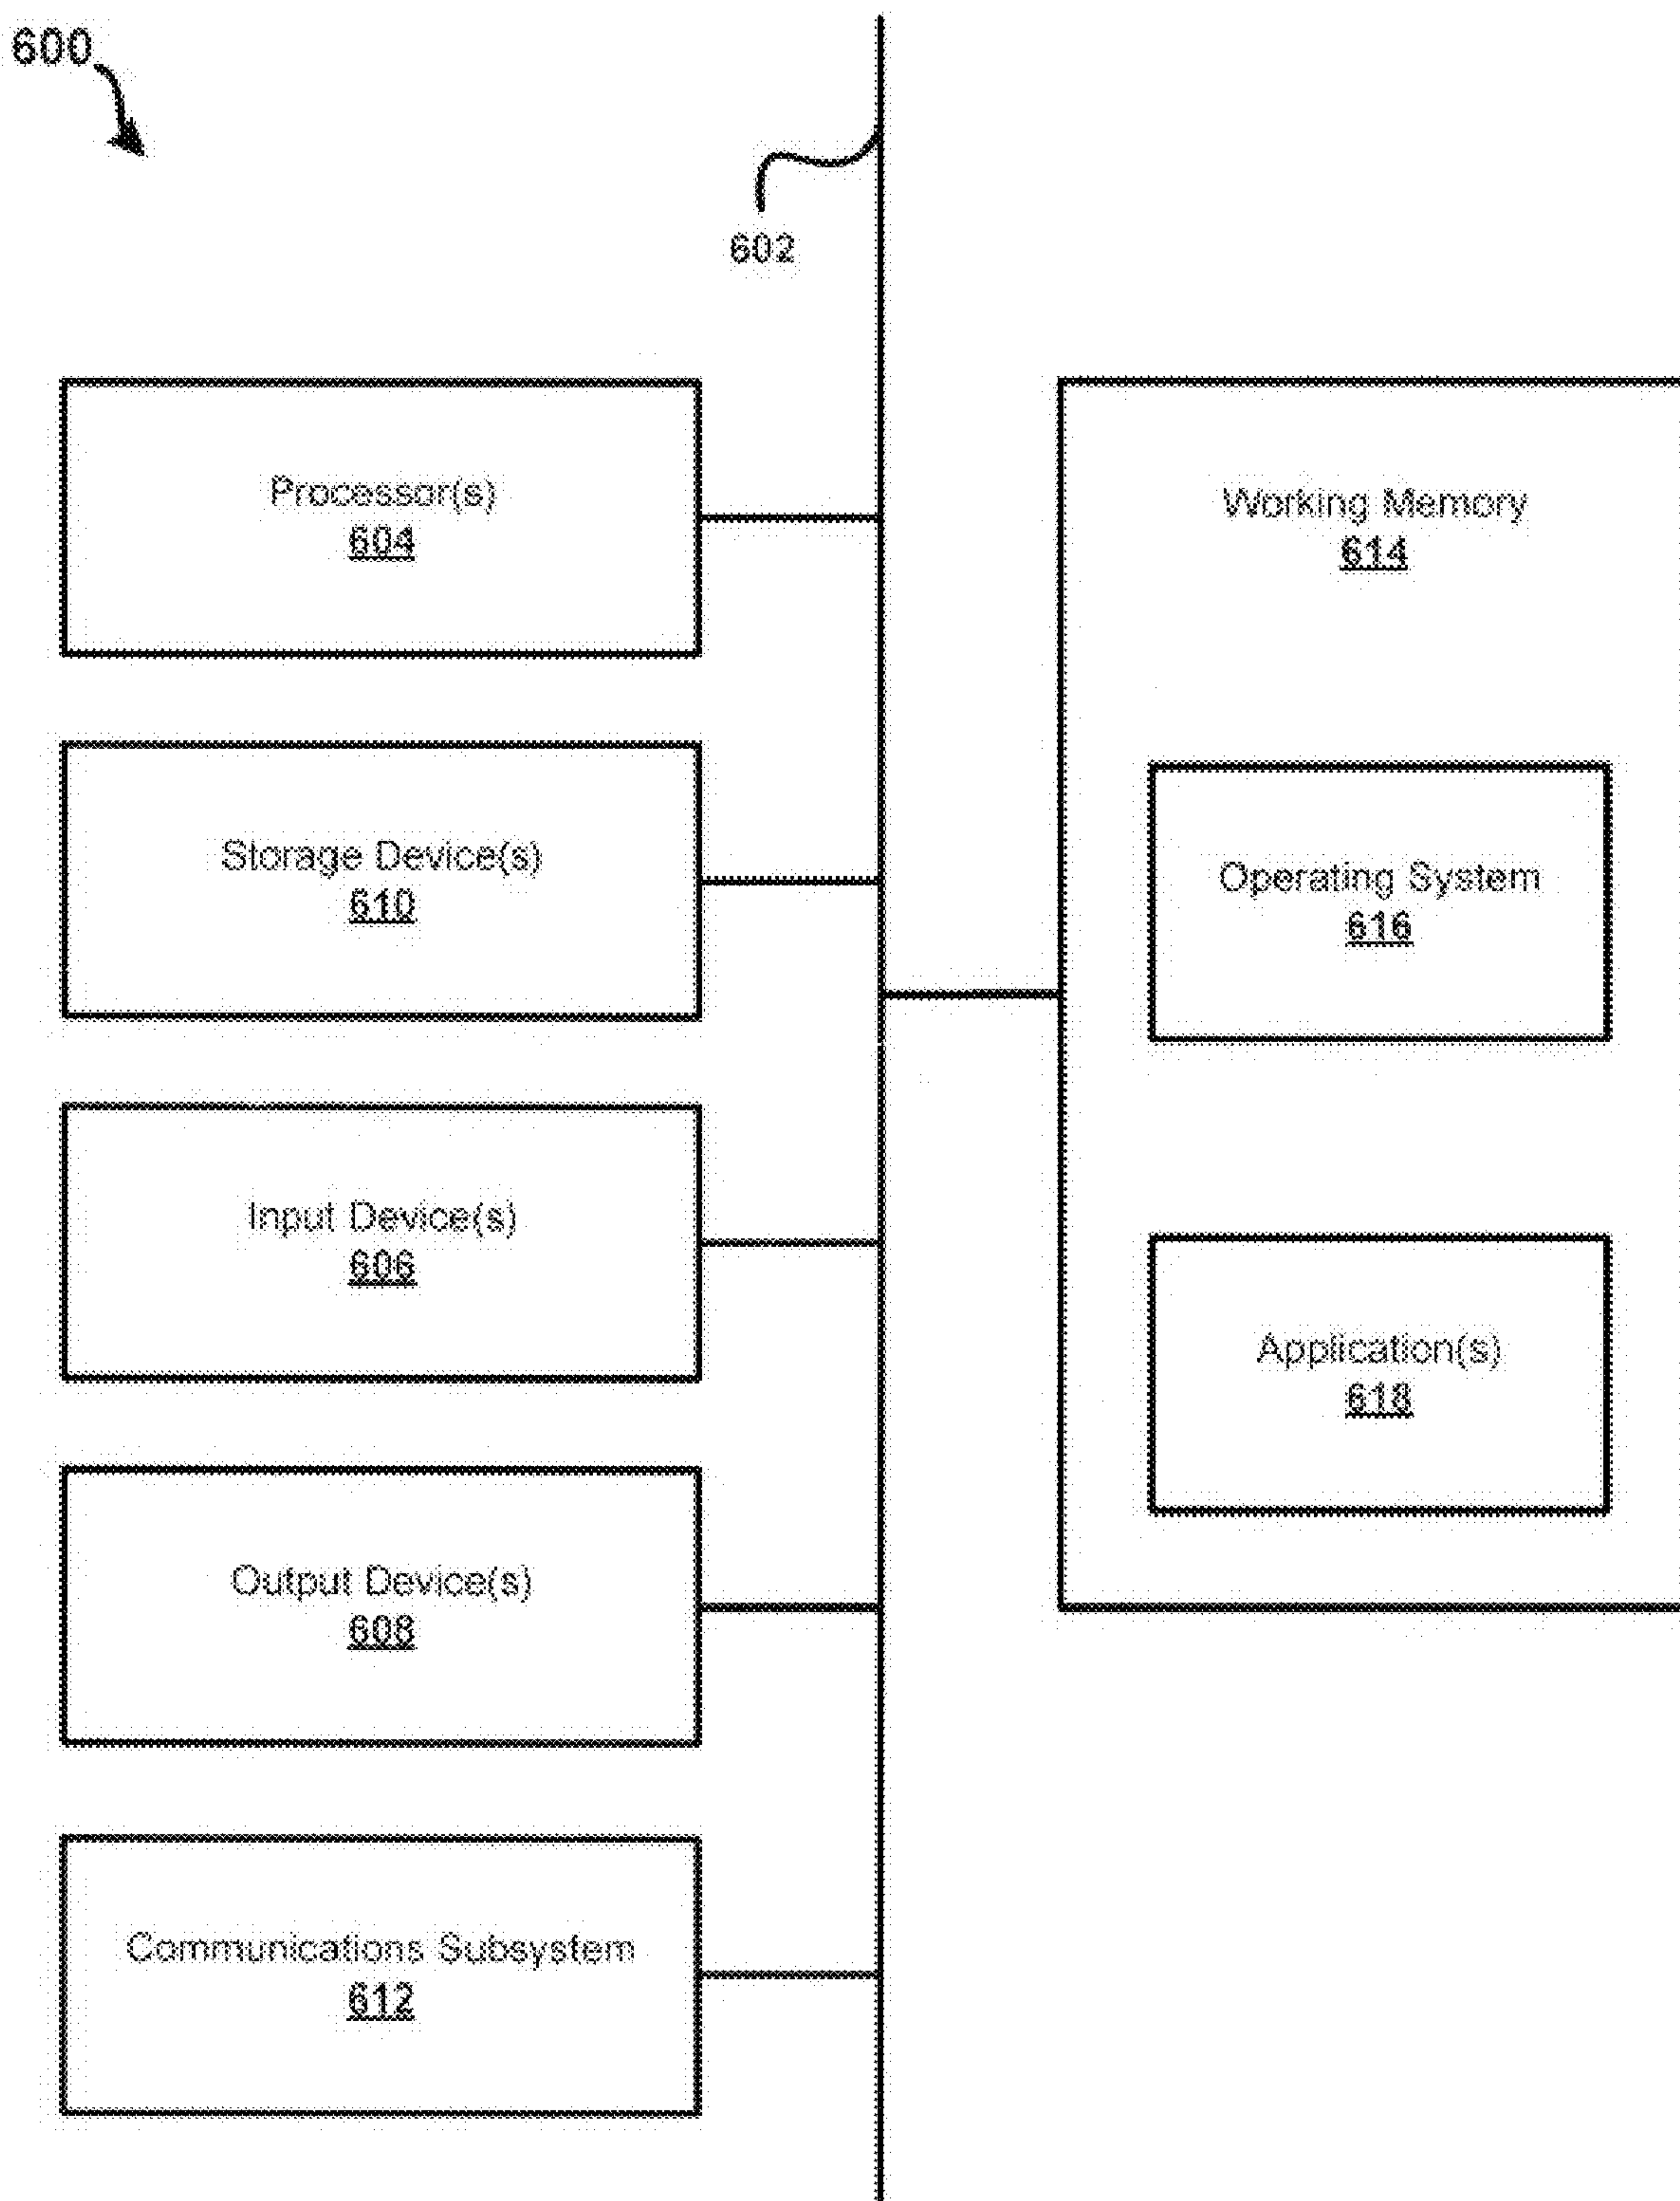 600
602
Processor(s)
604
Storage Device(s)
610
Input Device(s)
606
Output Device(s)
608
Communications Subsystem
612
Working Memory
614
Operating System
616
Application(s)
618